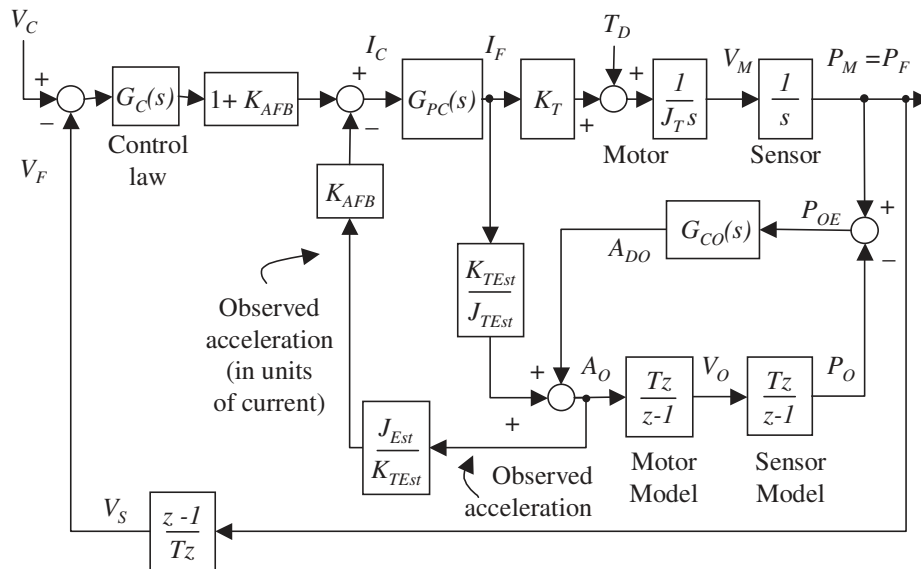 V_C
I_C
I_F
T_D
V_M
P_M = P_F
+
G_C(s)
1+ K_AFB
+
G_PC(s)
K_T
+
+
1
J_T s
1
s
−
−
Control
law
Motor
Sensor
V_F
K_AFB
G_CO(s)
P_OE
+
A_DO
−
K_TEst
J_TEst
Observed
acceleration
(in units
of current)
+
A_O
V_O
P_O
+
Tz
z-1
Tz
z-1
J_Est
K_TEst
Observed
acceleration
Motor
Model
Sensor
Model
V_S
z -1
Tz